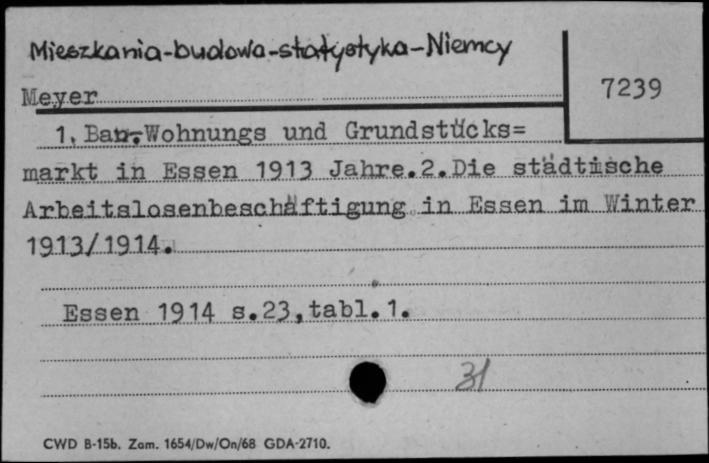 Mieszkania-budowa-statystyka-Niemcy
7239
Meyer
1. Bau-Wohnungs und Grundstücks=
markt in Essen 1913 Jahre.2.Die städtische
Arbeitslosenbeschäftigung in Essen im Winter
1913/1914.
Essen 1914 s.23,tabl.1.
31
CWD B-15b. Zam. 1654/Dw/On/68 GDA-2710.